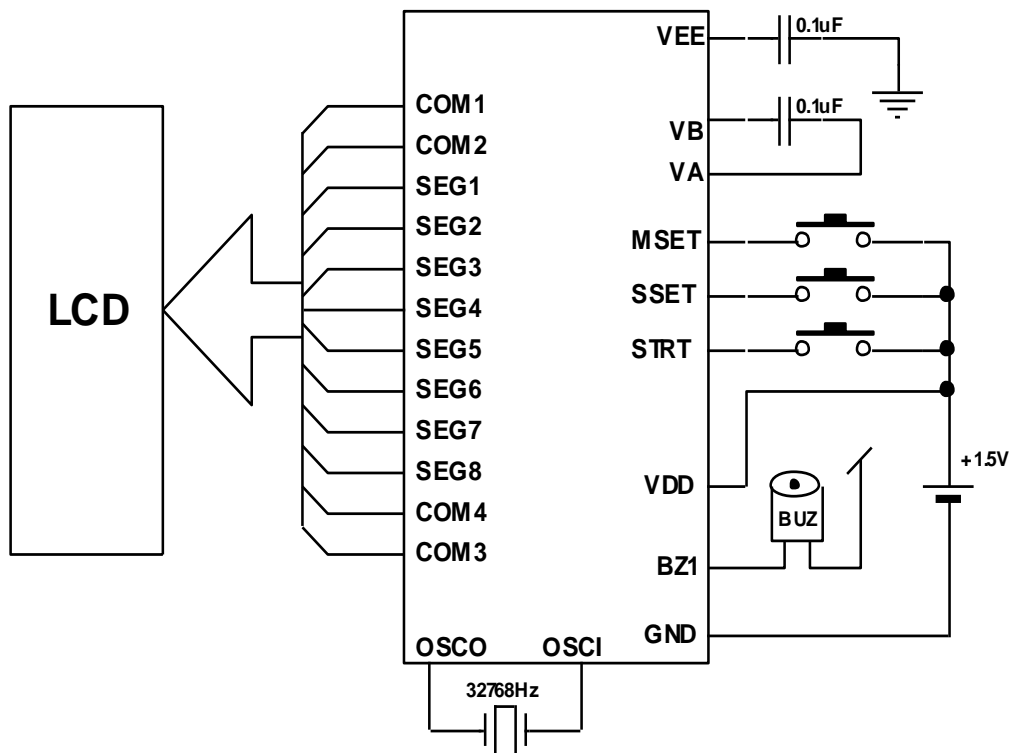 LCD
COM1
COM2
SEG1
SEG2
SEG3
SEG4
SEG5
SEG6
SEG7
SEG8
COM4
COM3
OSCO
OSCI
32768Hz
VEE
VB
VA
MSET
SSET
STRT
VDD
BZ1
GND
0.1uF
0.1uF
BUZ
+1.5V